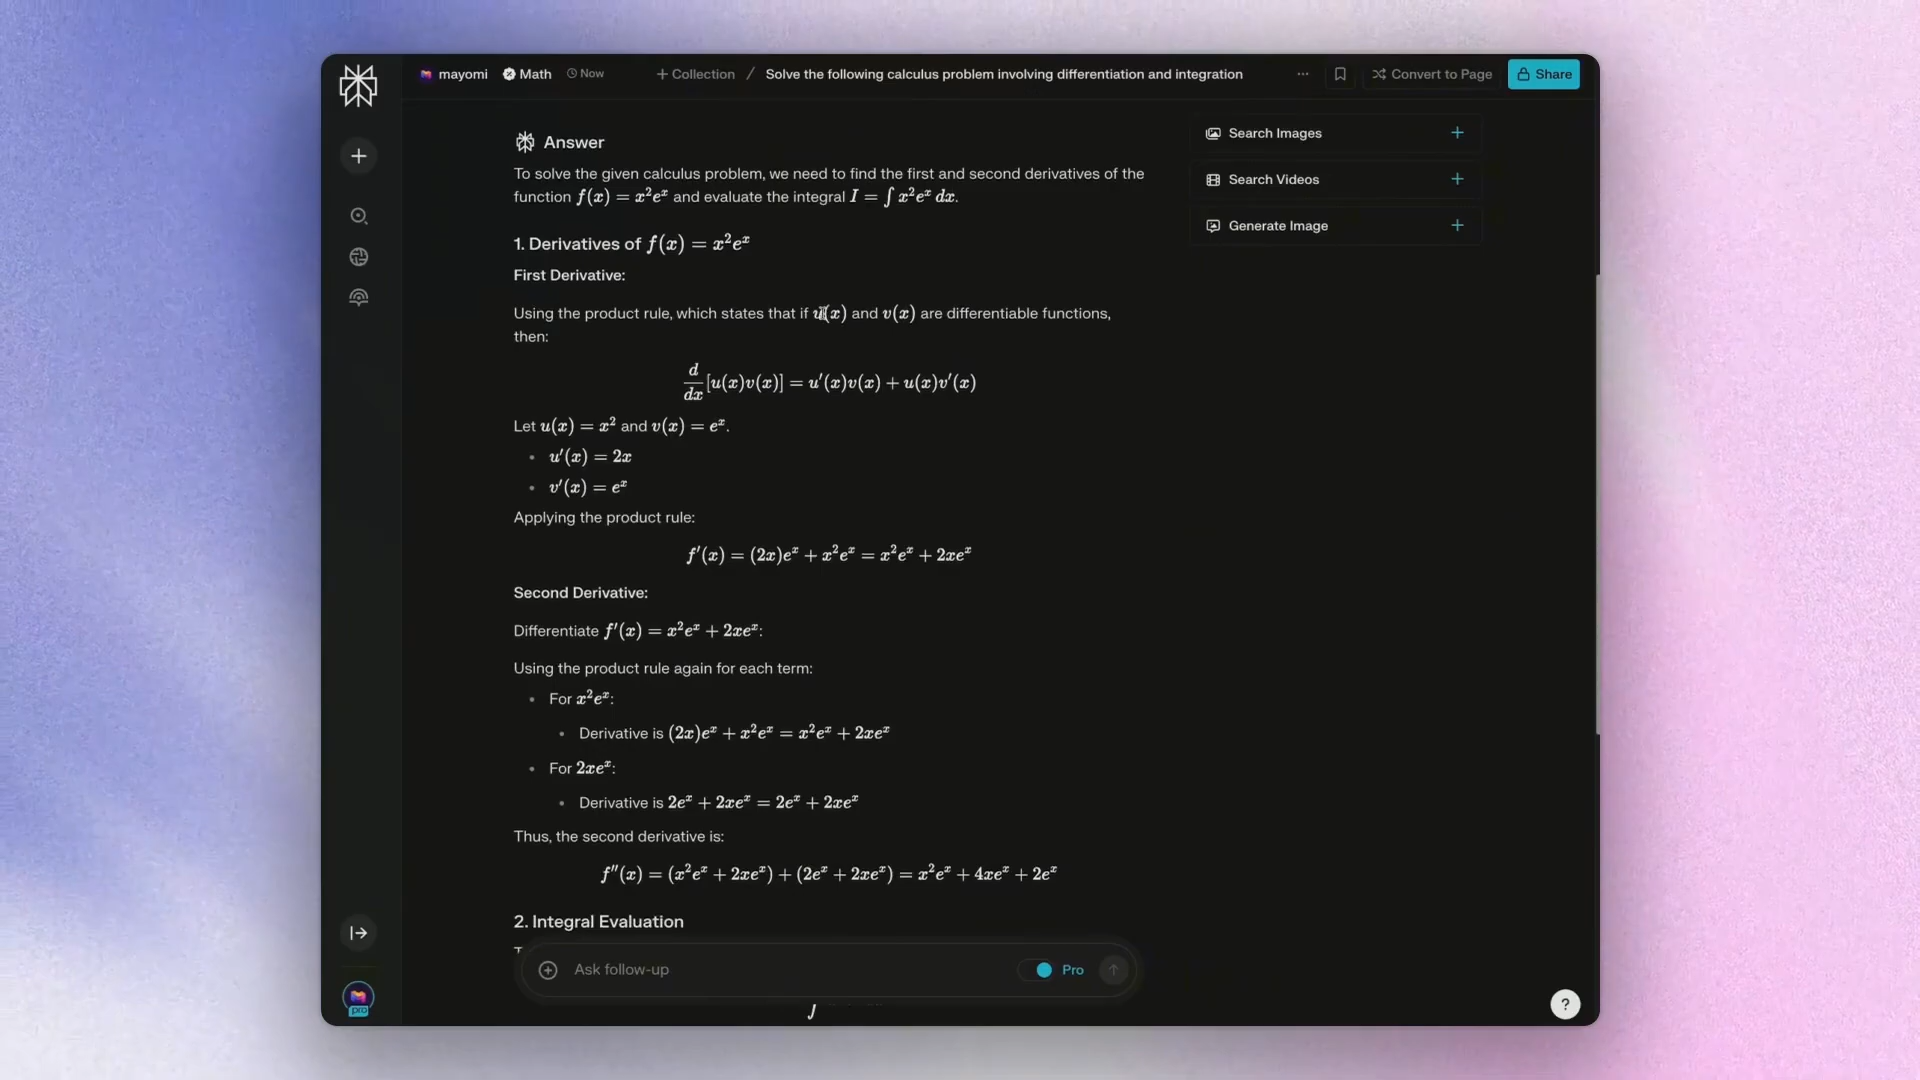 mayomi Math Now + Collection / Solve the following calculus problem involving differentiation and integration ... Convert to Page Share
Answer
To solve the given calculus problem, we need to find the first and second derivatives of the
function f(x) = x²eˣ and evaluate the integral I = ∫ x²eˣ dx.
1. Derivatives of f(x) = x²eˣ
First Derivative:
Using the product rule, which states that if u(x) and v(x) are differentiable functions,
then:
d/dx [u(x)v(x)] = u′(x)v(x) + u(x)v′(x)
Let u(x) = x² and v(x) = eˣ.
• u′(x) = 2x
• v′(x) = eˣ
Applying the product rule:
f′(x) = (2x)eˣ + x²eˣ = x²eˣ + 2xeˣ
Second Derivative:
Differentiate f′(x) = x²eˣ + 2xeˣ:
Using the product rule again for each term:
• For x²eˣ:
• Derivative is (2x)eˣ + x²eˣ = x²eˣ + 2xeˣ
• For 2xeˣ:
• Derivative is 2eˣ + 2xeˣ = 2eˣ + 2xeˣ
Thus, the second derivative is:
f″(x) = (x²eˣ + 2xeˣ) + (2eˣ + 2xeˣ) = x²eˣ + 4xeˣ + 2eˣ
2. Integral Evaluation
Ask follow-up Pro
Search Images +
Search Videos +
Generate Image +
pro
?